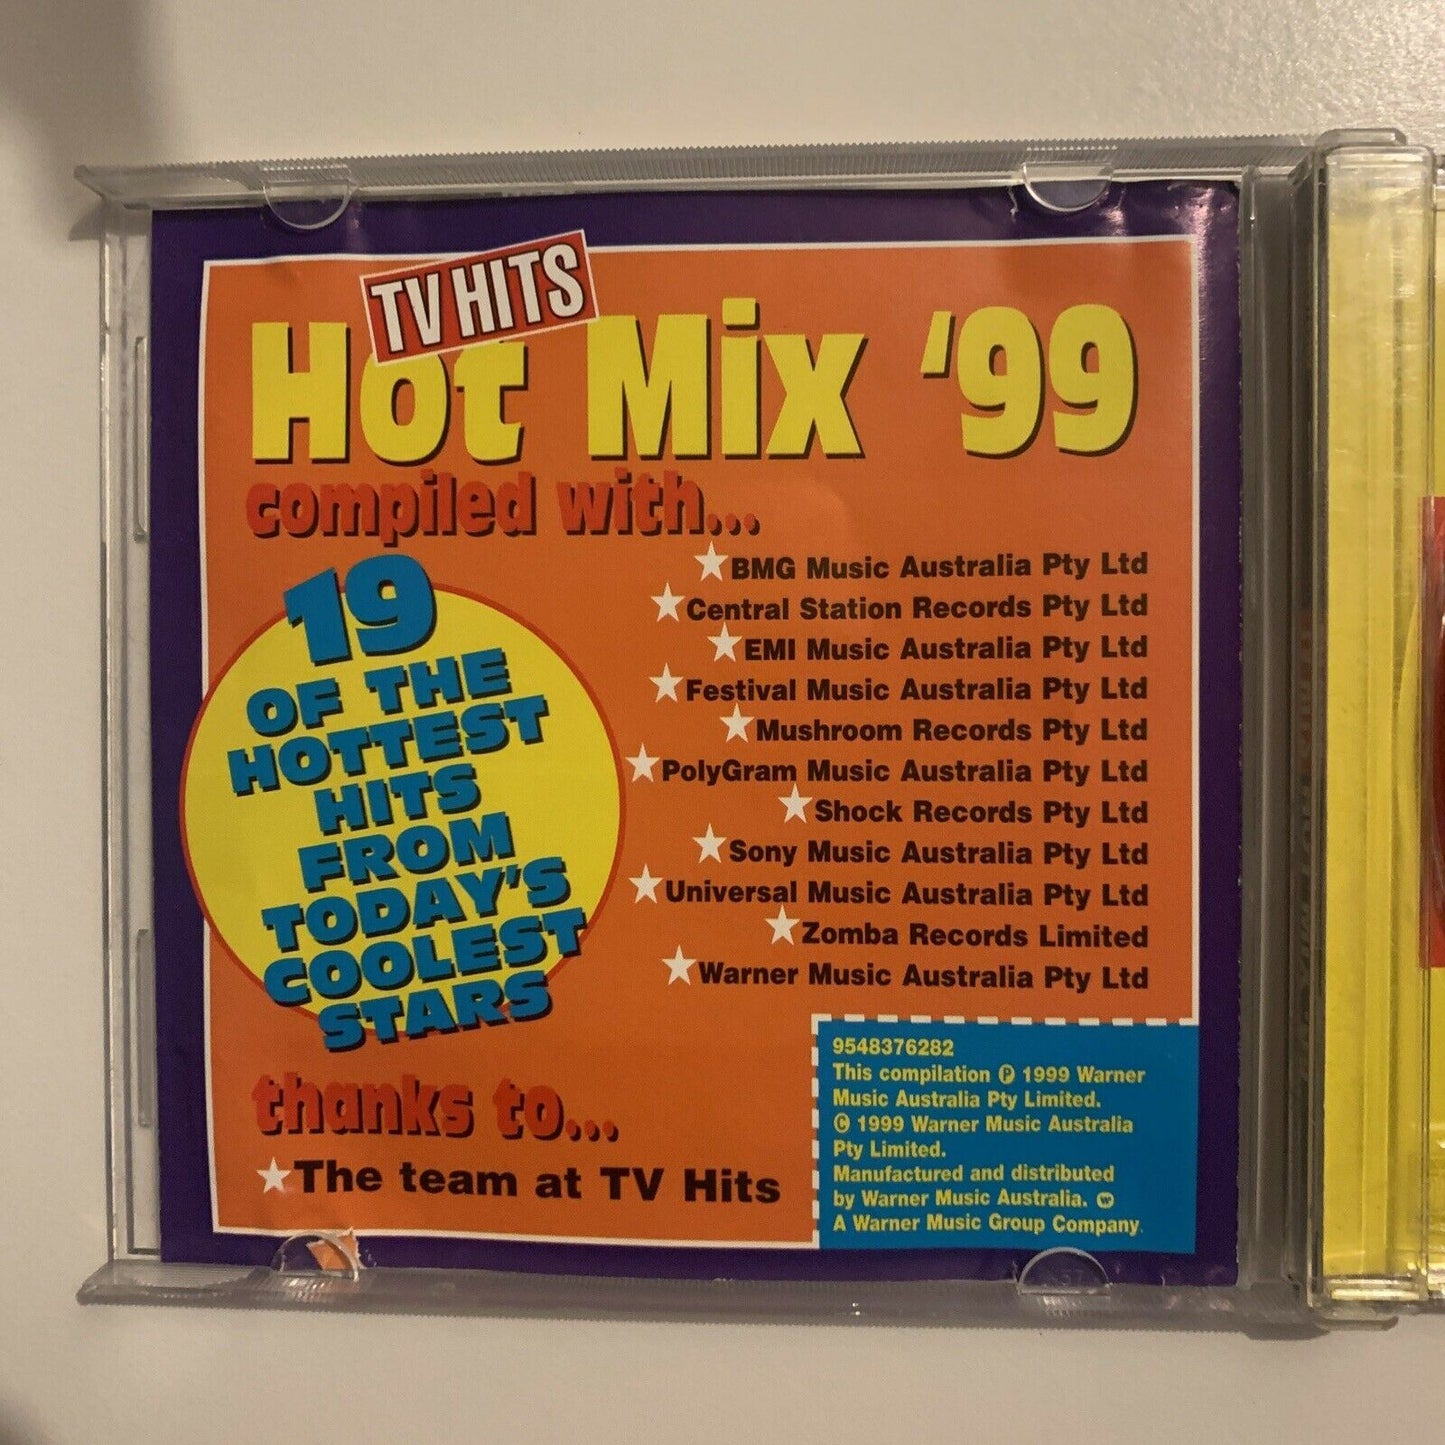 TV HITS
Hot Mix '99
compiled with...
19
OF THE
HOTTEST
HITS
FROM
TODAY'S
COOLEST
STARS
BMG Music Australia Pty Ltd
Central Station Records Pty Ltd
EMI Music Australia Pty Ltd
Festival Music Australia Pty Ltd
Mushroom Records Pty Ltd
PolyGram Music Australia Pty Ltd
Shock Records Pty Ltd
Sony Music Australia Pty Ltd
Universal Music Australia Pty Ltd
Zomba Records Limited
Warner Music Australia Pty Ltd
thanks to...
The team at TV Hits
9548376282
This compilation ℗ 1999 Warner
Music Australia Pty Limited.
© 1999 Warner Music Australia
Pty Limited.
Manufactured and distributed
by Warner Music Australia.
A Warner Music Group Company.